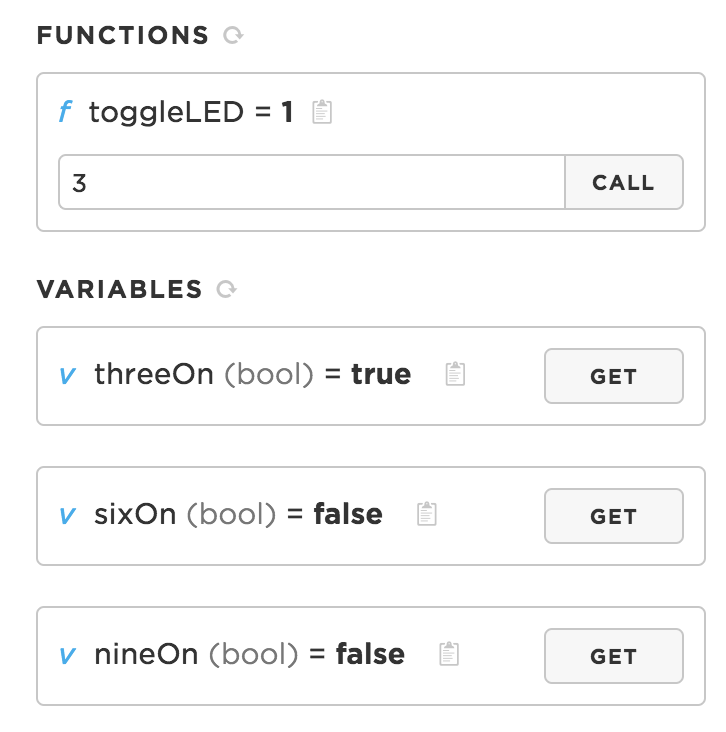 FUNCTIONS
f toggleLED = 1
3 CALL
VARIABLES
v threeOn (bool) = true GET
v sixOn (bool) = false GET
v nineOn (bool) = false GET